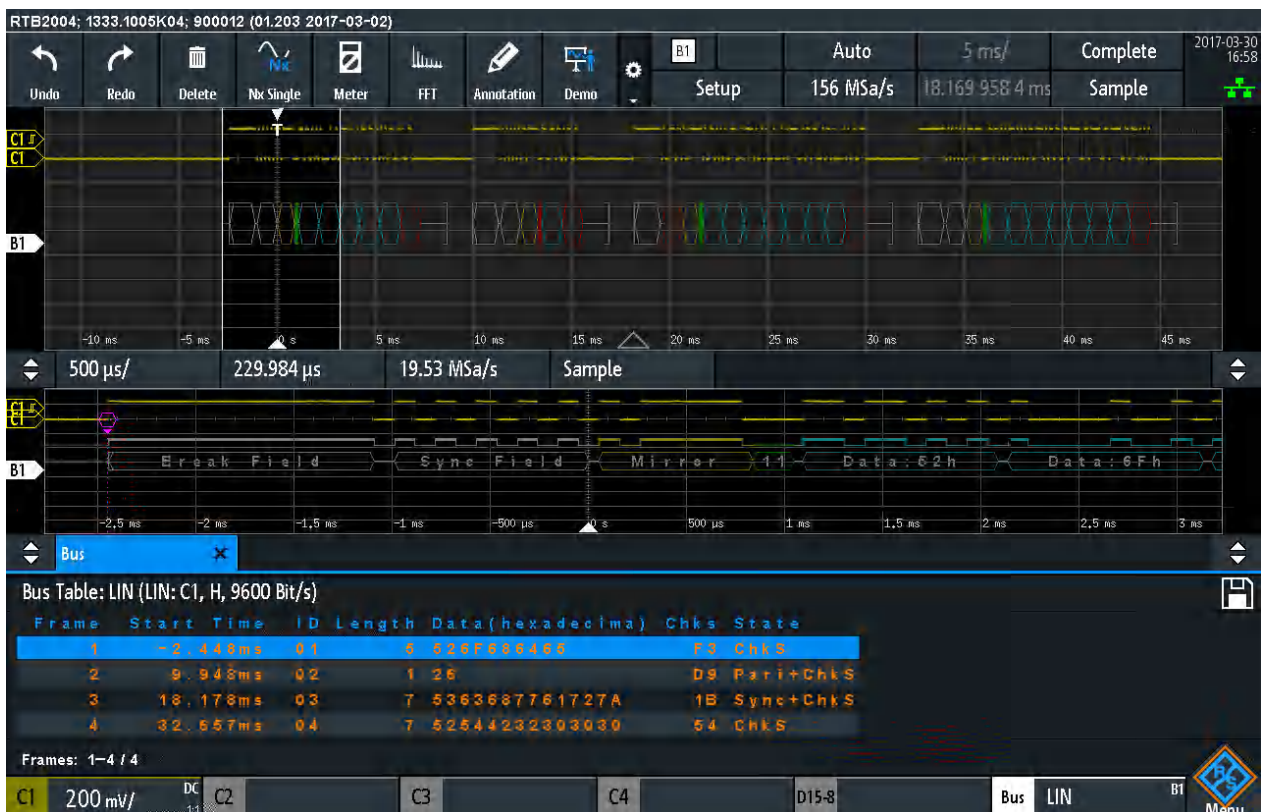 RTB2004; 1333.1005K04; 900012 (01.203 2017-03-02)
Undo Redo Delete Nx Single Meter FFT Annotation Demo
B1 Auto 5 ms/ Complete 2017-03-30
16:58
Setup 156 MSa/s 18.169 958 4 ms Sample
Nx
T
C1
C1
B1
-10 ms -5 ms 0 s 5 ms 10 ms 15 ms 20 ms 25 ms 30 ms 35 ms 40 ms 45 ms
500 µs/ 229.984 µs 19.53 MSa/s Sample
C1
B1 Break Field Sync Field Mirror 11 Data:52h Data:6Fh
-2,5 ms -2 ms -1,5 ms -1 ms -500 µs 0 s 500 µs 1 ms 1,5 ms 2 ms 2,5 ms 3 ms
Bus
Bus Table: LIN (LIN: C1, H, 9600 Bit/s)
Frame Start Time ID Length Data(hexadecima) Chks State
1 -2.448ms 01 5 526F686465 F3 ChkS
2 9.948ms 02 1 26 D9 Pari+ChkS
3 18.178ms 03 7 5363687761727A 1B Sync+ChkS
4 32.657ms 04 7 52544232303030 54 ChkS
Frames: 1-4 / 4
C1 200 mV/ DC 1:1 C2 C3 C4 D15-8 Bus LIN B1 R&S Menu